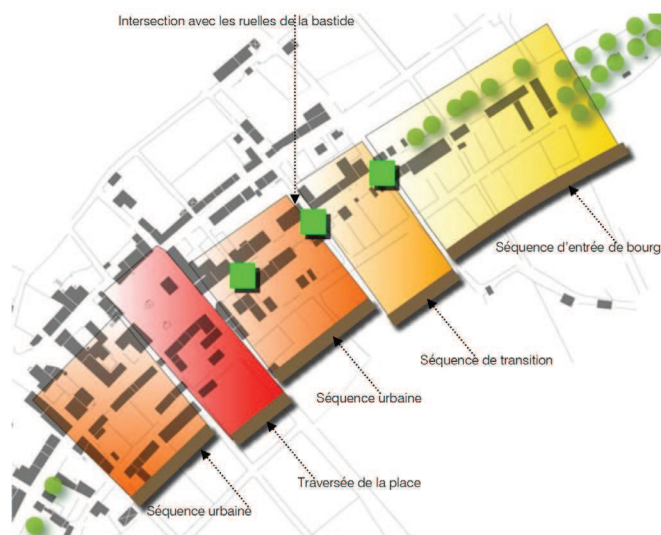 Intersection avec les ruelles de la bastide
Séquence d'entrée de bourg
Séquence de transition
Séquence urbaine
Traversée de la place
Séquence urbaine